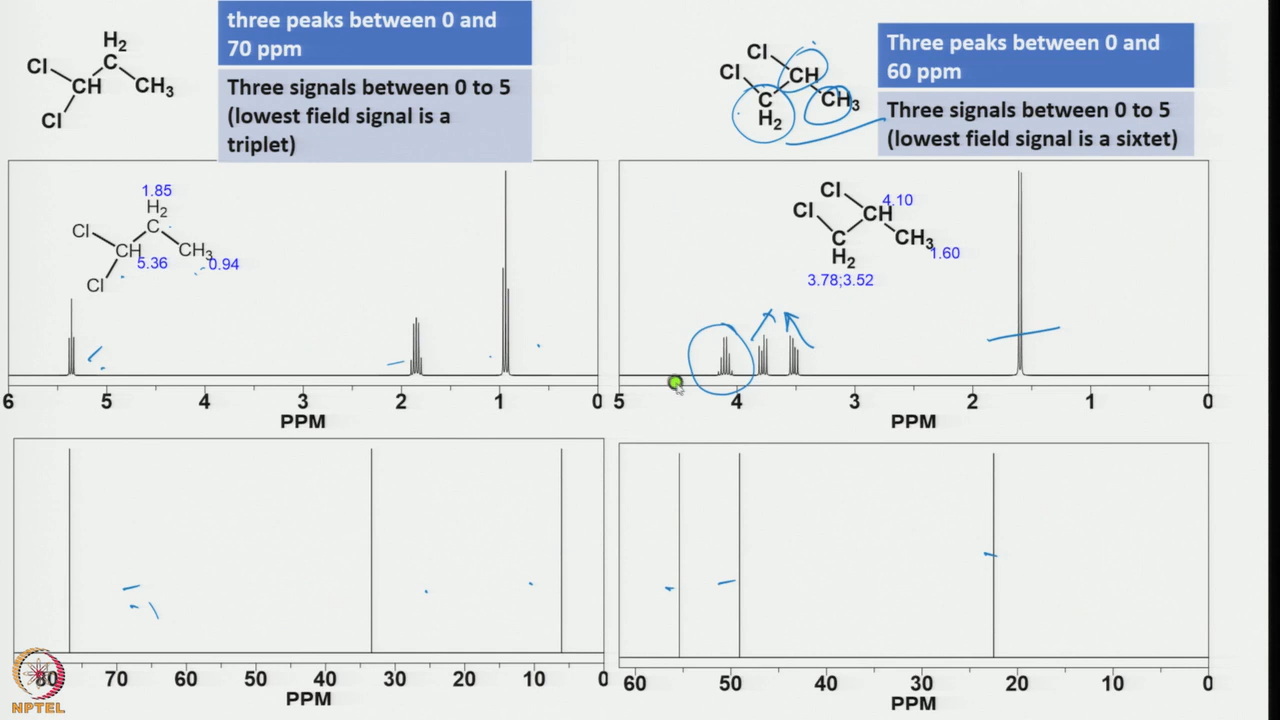 three peaks between 0 and
70 ppm
Three signals between 0 to 5
(lowest field signal is a
triplet)
H2
Cl
CH
CH3
Cl
Three peaks between 0 and
60 ppm
Three signals between 0 to 5
(lowest field signal is a sixtet)
Cl
Cl
CH
C
CH3
H2
1.85
H2
C
Cl
CH
CH3
5.36
0.94
Cl
Cl
4.10
Cl
CH
C
CH3
1.60
H2
3.78;3.52
6 5 4 3 2 1 0
PPM
5 4 3 2 1 0
PPM
80 70 60 50 40 30 20 10 0
PPM
60 50 40 30 20 10 0
PPM
NPTEL